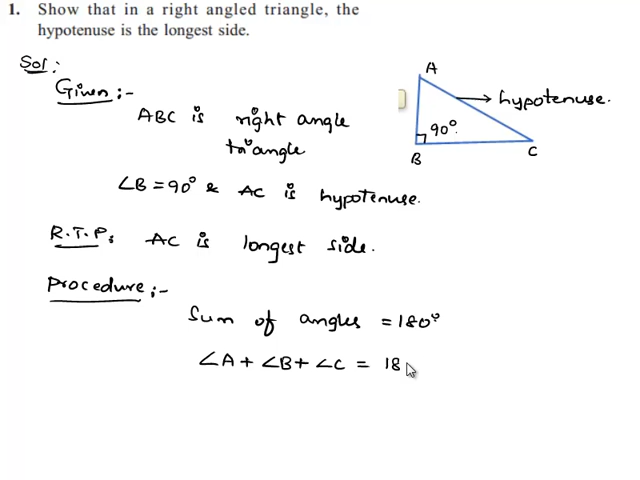 1. Show that in a right angled triangle, the
hypotenuse is the longest side.
Sol:
Given :-
ABC is right angle
triangle
∠B = 90° & AC is hypotenuse.
A
hypotenuse.
90°
B
C
R.T.P: AC is longest side.
Procedure :-
Sum of angles = 180°
∠A + ∠B + ∠C = 18